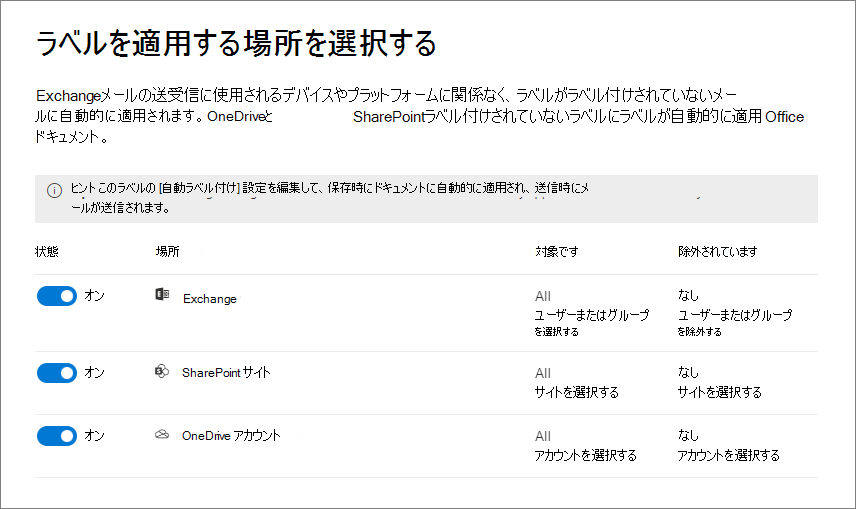 ラベルを適用する場所を選択する
Exchangeメールの送受信に使用されるデバイスやプラットフォームに関係なく、ラベルがラベル付けされていないメー
ルに自動的に適用されます。OneDriveと SharePointラベル付けされていないラベルにラベルが自動的に適用 Office
ドキュメント。
ヒントこのラベルの [自動ラベル付け] 設定を編集して、保存時にドキュメントに自動的に適用され、送信時にメ
ールが送信されます。
状態 場所 対象です 除外されています
オン Exchange All なし
ユーザーまたはグループ ユーザーまたはグループ
を選択する を除外する
オン SharePoint サイト All なし
サイトを選択する サイトを選択する
オン OneDrive アカウント All なし
アカウントを選択する アカウントを選択する